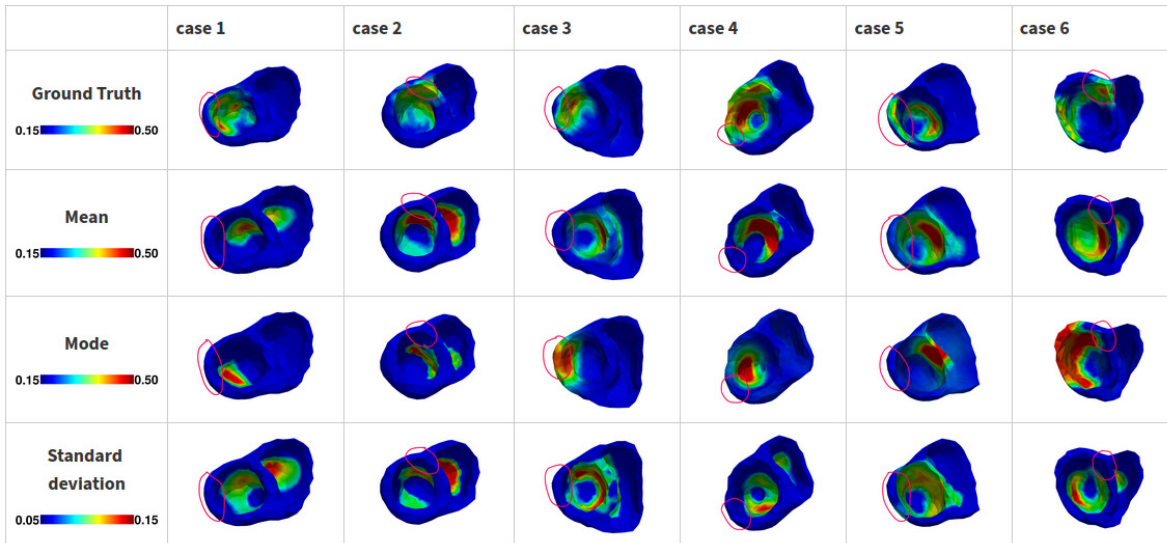 case 1 case 2 case 3 case 4 case 5 case 6
Ground Truth
0.15 0.50
Mean
0.15 0.50
Mode
0.15 0.50
Standard
deviation
0.05 0.15